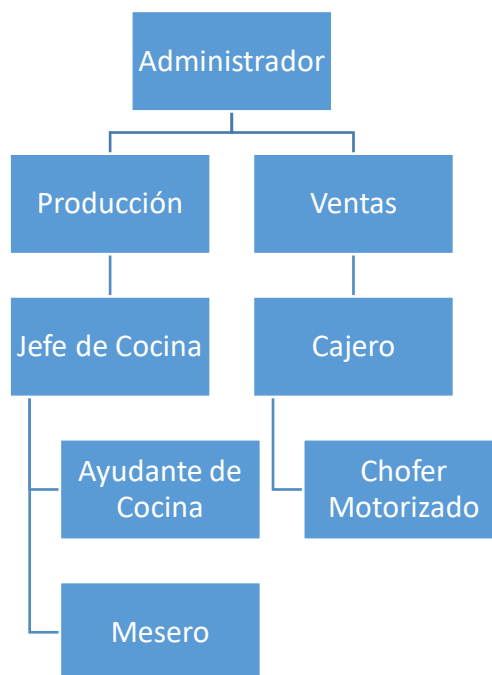 Administrador
Producción
Ventas
Jefe de Cocina
Cajero
Ayudante de
Cocina
Chofer
Motorizado
Mesero